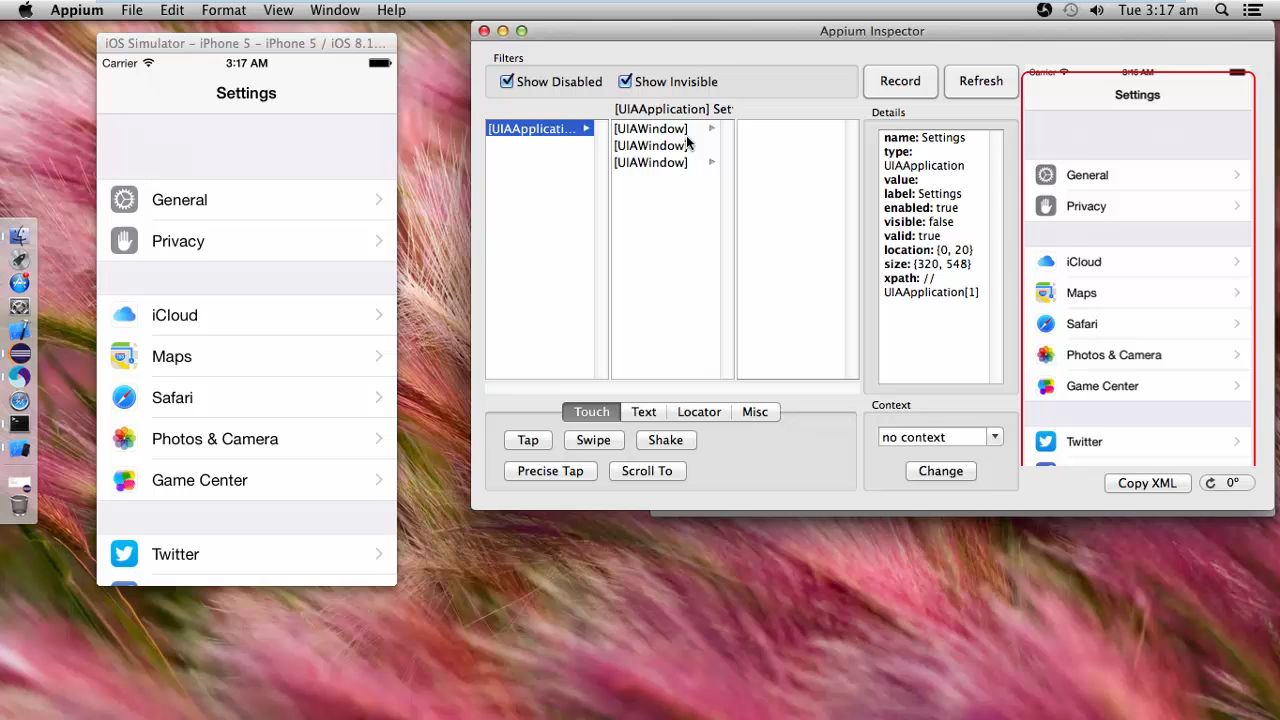 Appium File Edit Format View Window Help
Tue 3:17 am
iOS Simulator - iPhone 5 - iPhone 5 / iOS 8.1...
Carrier
3:17 AM
Settings
General
Privacy
iCloud
Maps
Safari
Photos & Camera
Game Center
Twitter
Appium Inspector
Filters
Show Disabled
Show Invisible
Record
Refresh
[UIAApplication] Set
[UIAApplicati...
[UIAWindow]
[UIAWindow]
[UIAWindow]
Details
name: Settings
type:
UIAApplication
value:
label: Settings
enabled: true
visible: false
valid: true
location: {0, 20}
size: {320, 548}
xpath: //
UIAApplication[1]
Touch
Text
Locator
Misc
Tap
Swipe
Shake
Precise Tap
Scroll To
Context
no context
Change
Carrier
Settings
General
Privacy
iCloud
Maps
Safari
Photos & Camera
Game Center
Twitter
Copy XML
0°